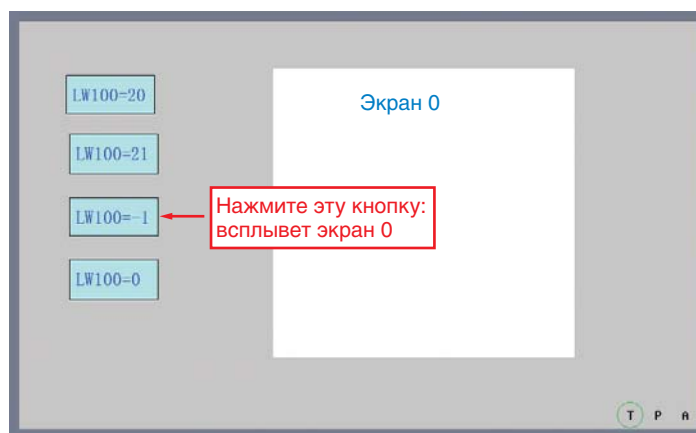 LW100=20
Экран 0
LW100=21
LW100=-1
Нажмите эту кнопку:
всплывет экран 0
LW100=0
T P A